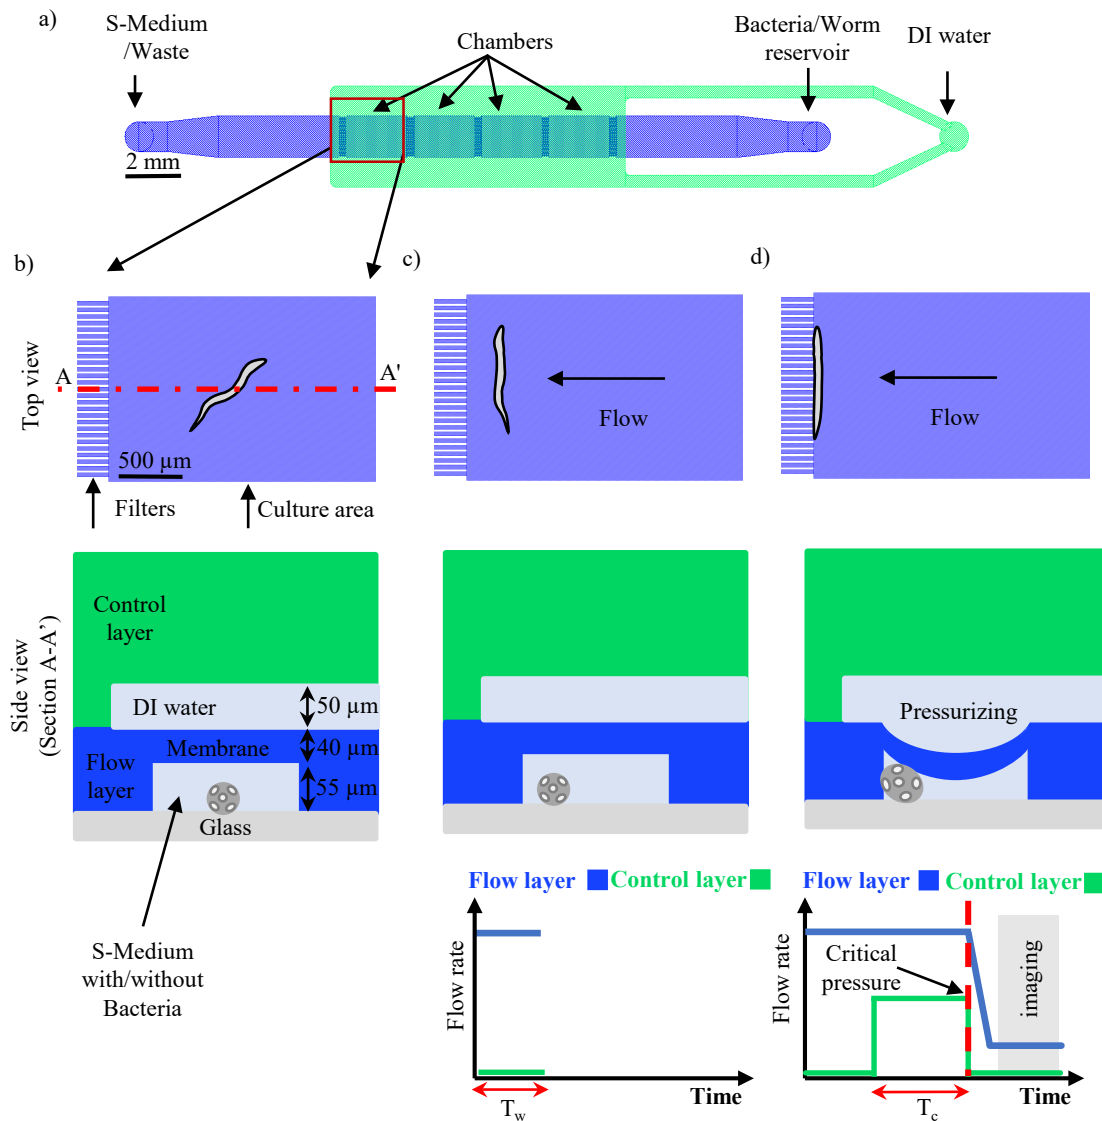 a)
S-Medium
/Waste
Chambers
Bacteria/Worm
reservoir
DI water
2 mm
b)
c)
d)
Top view
A
A'
500 µm
Filters
Culture area
Flow
Flow
Side view
(Section A-A’)
Control
layer
DI water
50 µm
Membrane
40 µm
Flow
layer
55 µm
Glass
Pressurizing
S-Medium
with/without
Bacteria
Flow layer
Control layer
Flow rate
Time
T_w
Flow layer
Control layer
Flow rate
Critical
pressure
imaging
Time
T_c